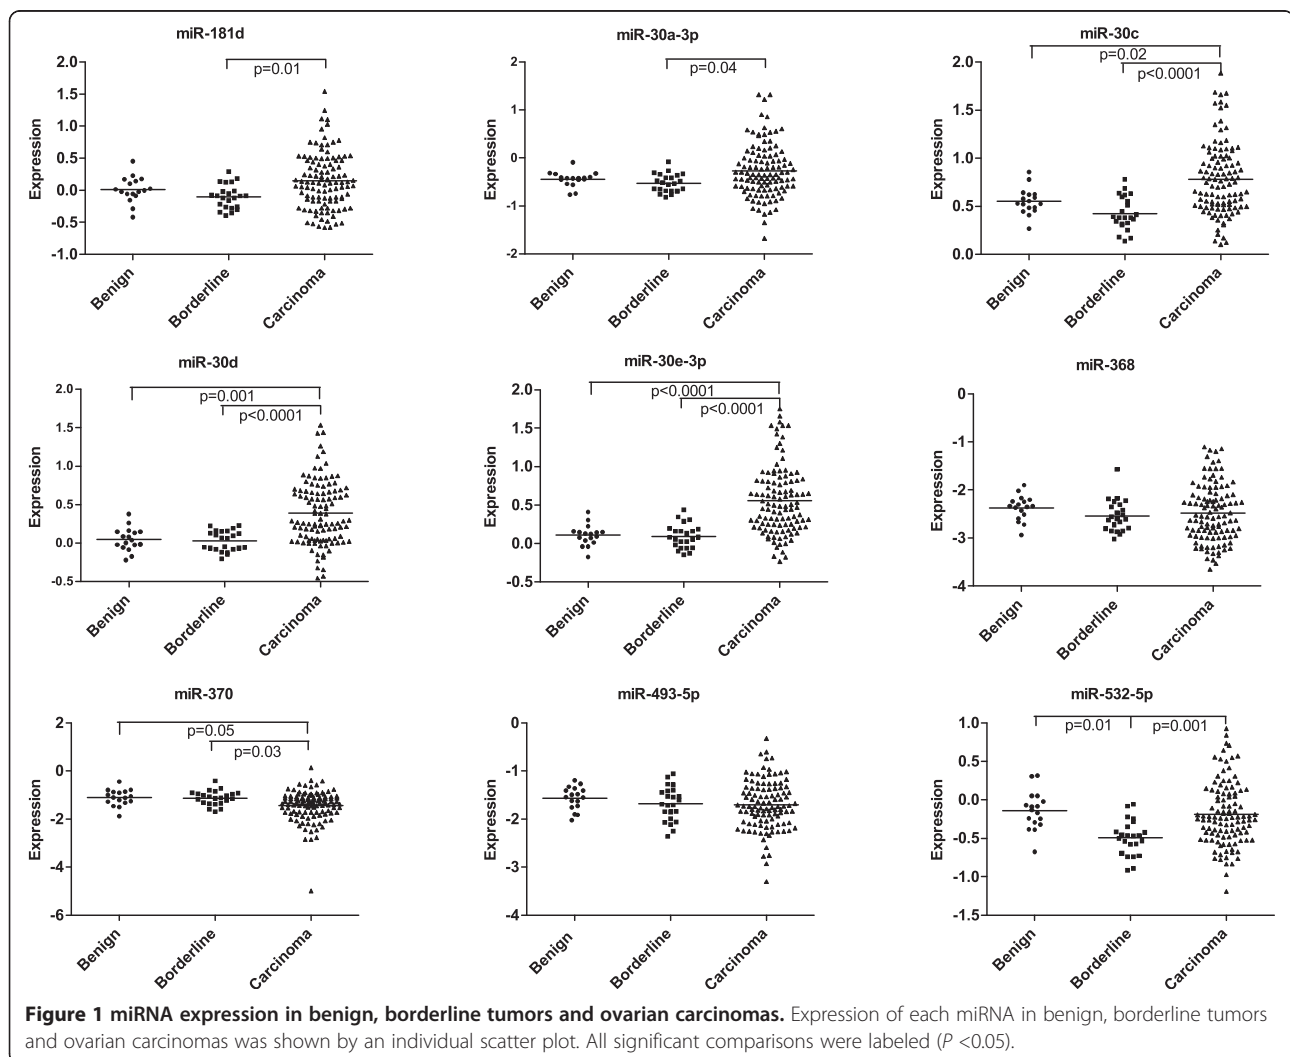 miR-181d
2.0
1.5
1.0
0.5
0.0
-0.5
-1.0
Expression
p=0.01
Benign
Borderline
Carcinoma
miR-30a-3p
2
1
0
-1
-2
Expression
p=0.04
Benign
Borderline
Carcinoma
miR-30c
2.0
1.5
1.0
0.5
0.0
Expression
p=0.02
p<0.0001
Benign
Borderline
Carcinoma
miR-30d
2.0
1.5
1.0
0.5
0.0
-0.5
Expression
p=0.001
p<0.0001
Benign
Borderline
Carcinoma
miR-30e-3p
2.0
1.5
1.0
0.5
0.0
-0.5
Expression
p<0.0001
p<0.0001
Benign
Borderline
Carcinoma
miR-368
0
-1
-2
-3
-4
Expression
Benign
Borderline
Carcinoma
miR-370
2
0
-2
-4
-6
Expression
p=0.05
p=0.03
Benign
Borderline
Carcinoma
miR-493-5p
0
-1
-2
-3
-4
Expression
Benign
Borderline
Carcinoma
miR-532-5p
1.0
0.5
0.0
-0.5
-1.0
-1.5
Expression
p=0.01
p=0.001
Benign
Borderline
Carcinoma
Figure 1 miRNA expression in benign, borderline tumors and ovarian carcinomas. Expression of each miRNA in benign, borderline tumors
and ovarian carcinomas was shown by an individual scatter plot. All significant comparisons were labeled (P <0.05).